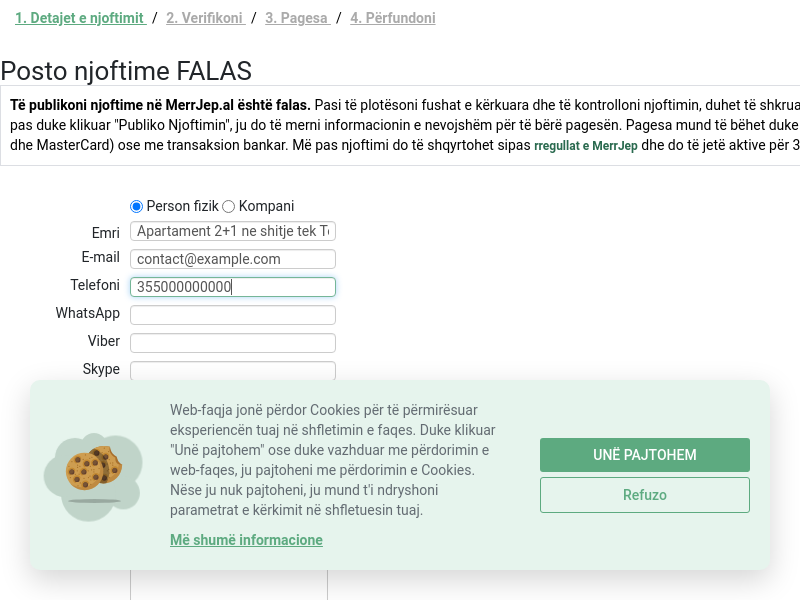 1. Detajet e njoftimit / 2. Verifikoni / 3. Pagesa / 4. Përfundoni
Posto njoftime FALAS
Të publikoni njoftime në MerrJep.al është falas. Pasi të plotësoni fushat e kërkuara dhe të kontrolloni njoftimin, duhet të shkrua
pas duke klikuar "Publiko Njoftimin", ju do të merni informacionin e nevojshëm për të bërë pagesën. Pagesa mund të bëhet duke
dhe MasterCard) ose me transaksion bankar. Më pas njoftimi do të shqyrtohet sipas rregullat e MerrJep dhe do të jetë aktive për 3
Person fizik Kompani
Emri Apartament 2+1 ne shitje tek T
E-mail contact@example.com
Telefoni 355000000000
WhatsApp
Viber
Skype
Web-faqja jonë përdor Cookies për të përmirësuar
eksperiencën tuaj në shfletimin e faqes. Duke klikuar
"Unë pajtohem" ose duke vazhduar me përdorimin e
web-faqes, ju pajtoheni me përdorimin e Cookies.
Nëse ju nuk pajtoheni, ju mund t'i ndryshoni
parametrat e kërkimit në shfletuesin tuaj.
Më shumë informacione
UNË PAJTOHEM
Refuzo